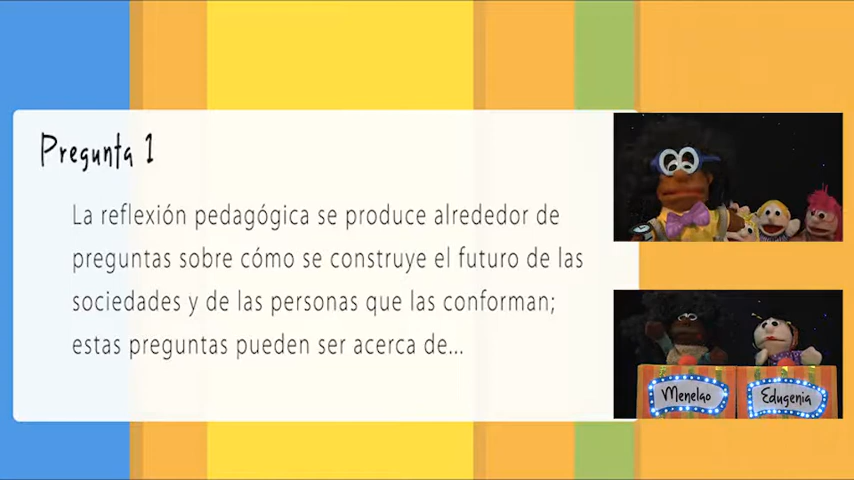 Pregunta 1
La reflexión pedagógica se produce alrededor de
preguntas sobre cómo se construye el futuro de las
sociedades y de las personas que las conforman;
estas preguntas pueden ser acerca de...
Menelao
Edugenia